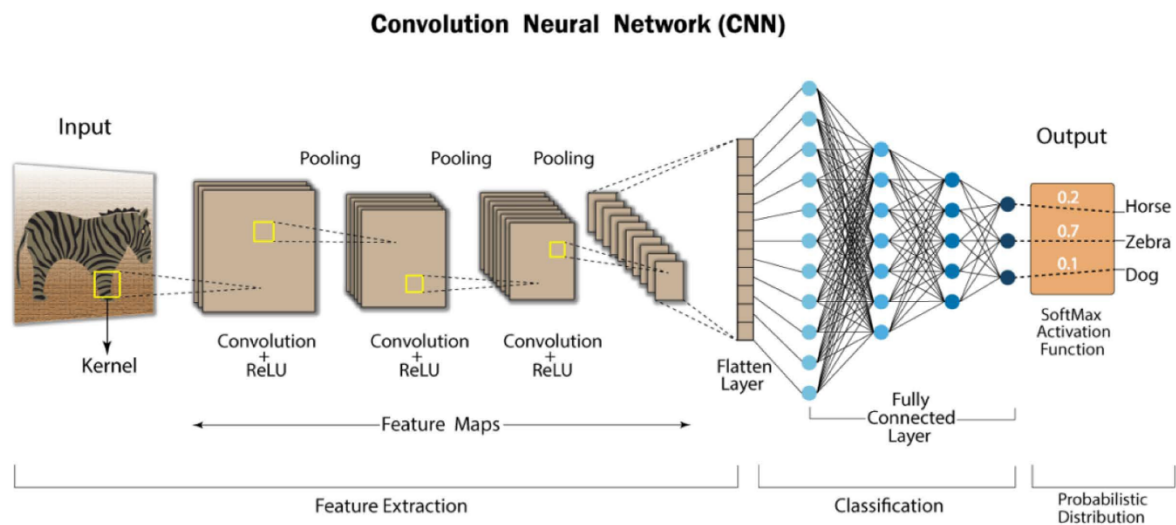 Convolution Neural Network (CNN)
Input
Kernel
Pooling
Pooling
Pooling
Convolution
+
ReLU
Convolution
+
ReLU
Convolution
+
ReLU
Feature Maps
Flatten
Layer
Fully
Connected
Layer
Output
0.2
Horse
0.7
Zebra
0.1
Dog
SoftMax
Activation
Function
Feature Extraction
Classification
Probabilistic
Distribution